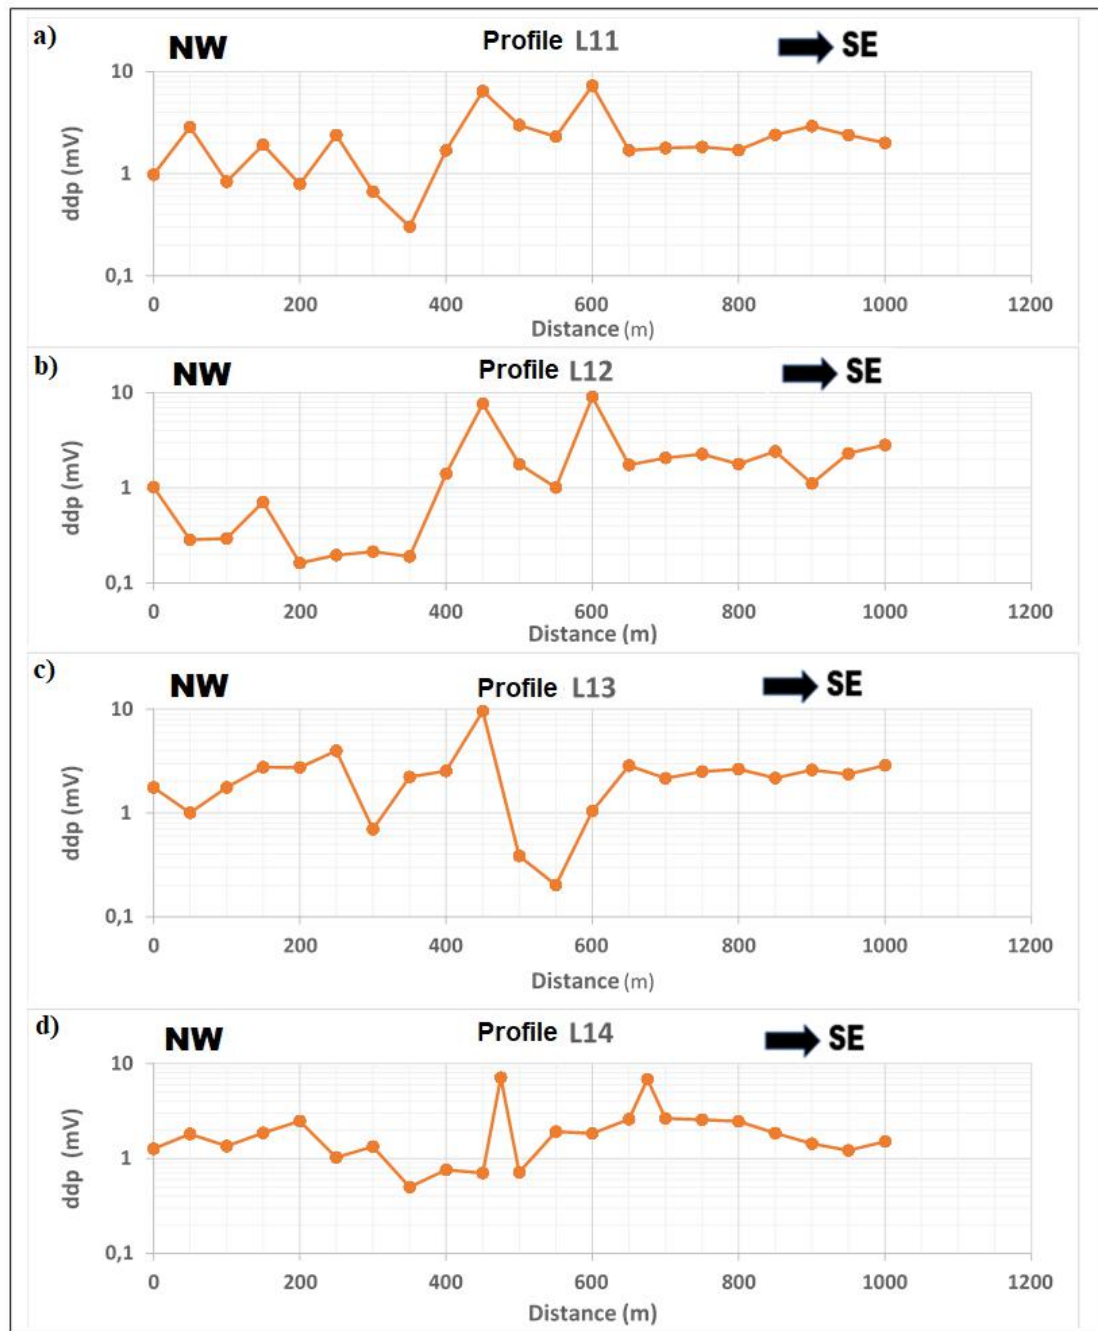 a)
NW
Profile L11
SE
10
1
0,1
ddp (mV)
0 200 400 600 800 1000 1200
Distance (m)
b)
NW
Profile L12
SE
10
1
0,1
ddp (mV)
0 200 400 600 800 1000 1200
Distance (m)
c)
NW
Profile L13
SE
10
1
0,1
ddp (mV)
0 200 400 600 800 1000 1200
Distance (m)
d)
NW
Profile L14
SE
10
1
0,1
ddp (mV)
0 200 400 600 800 1000 1200
Distance (m)